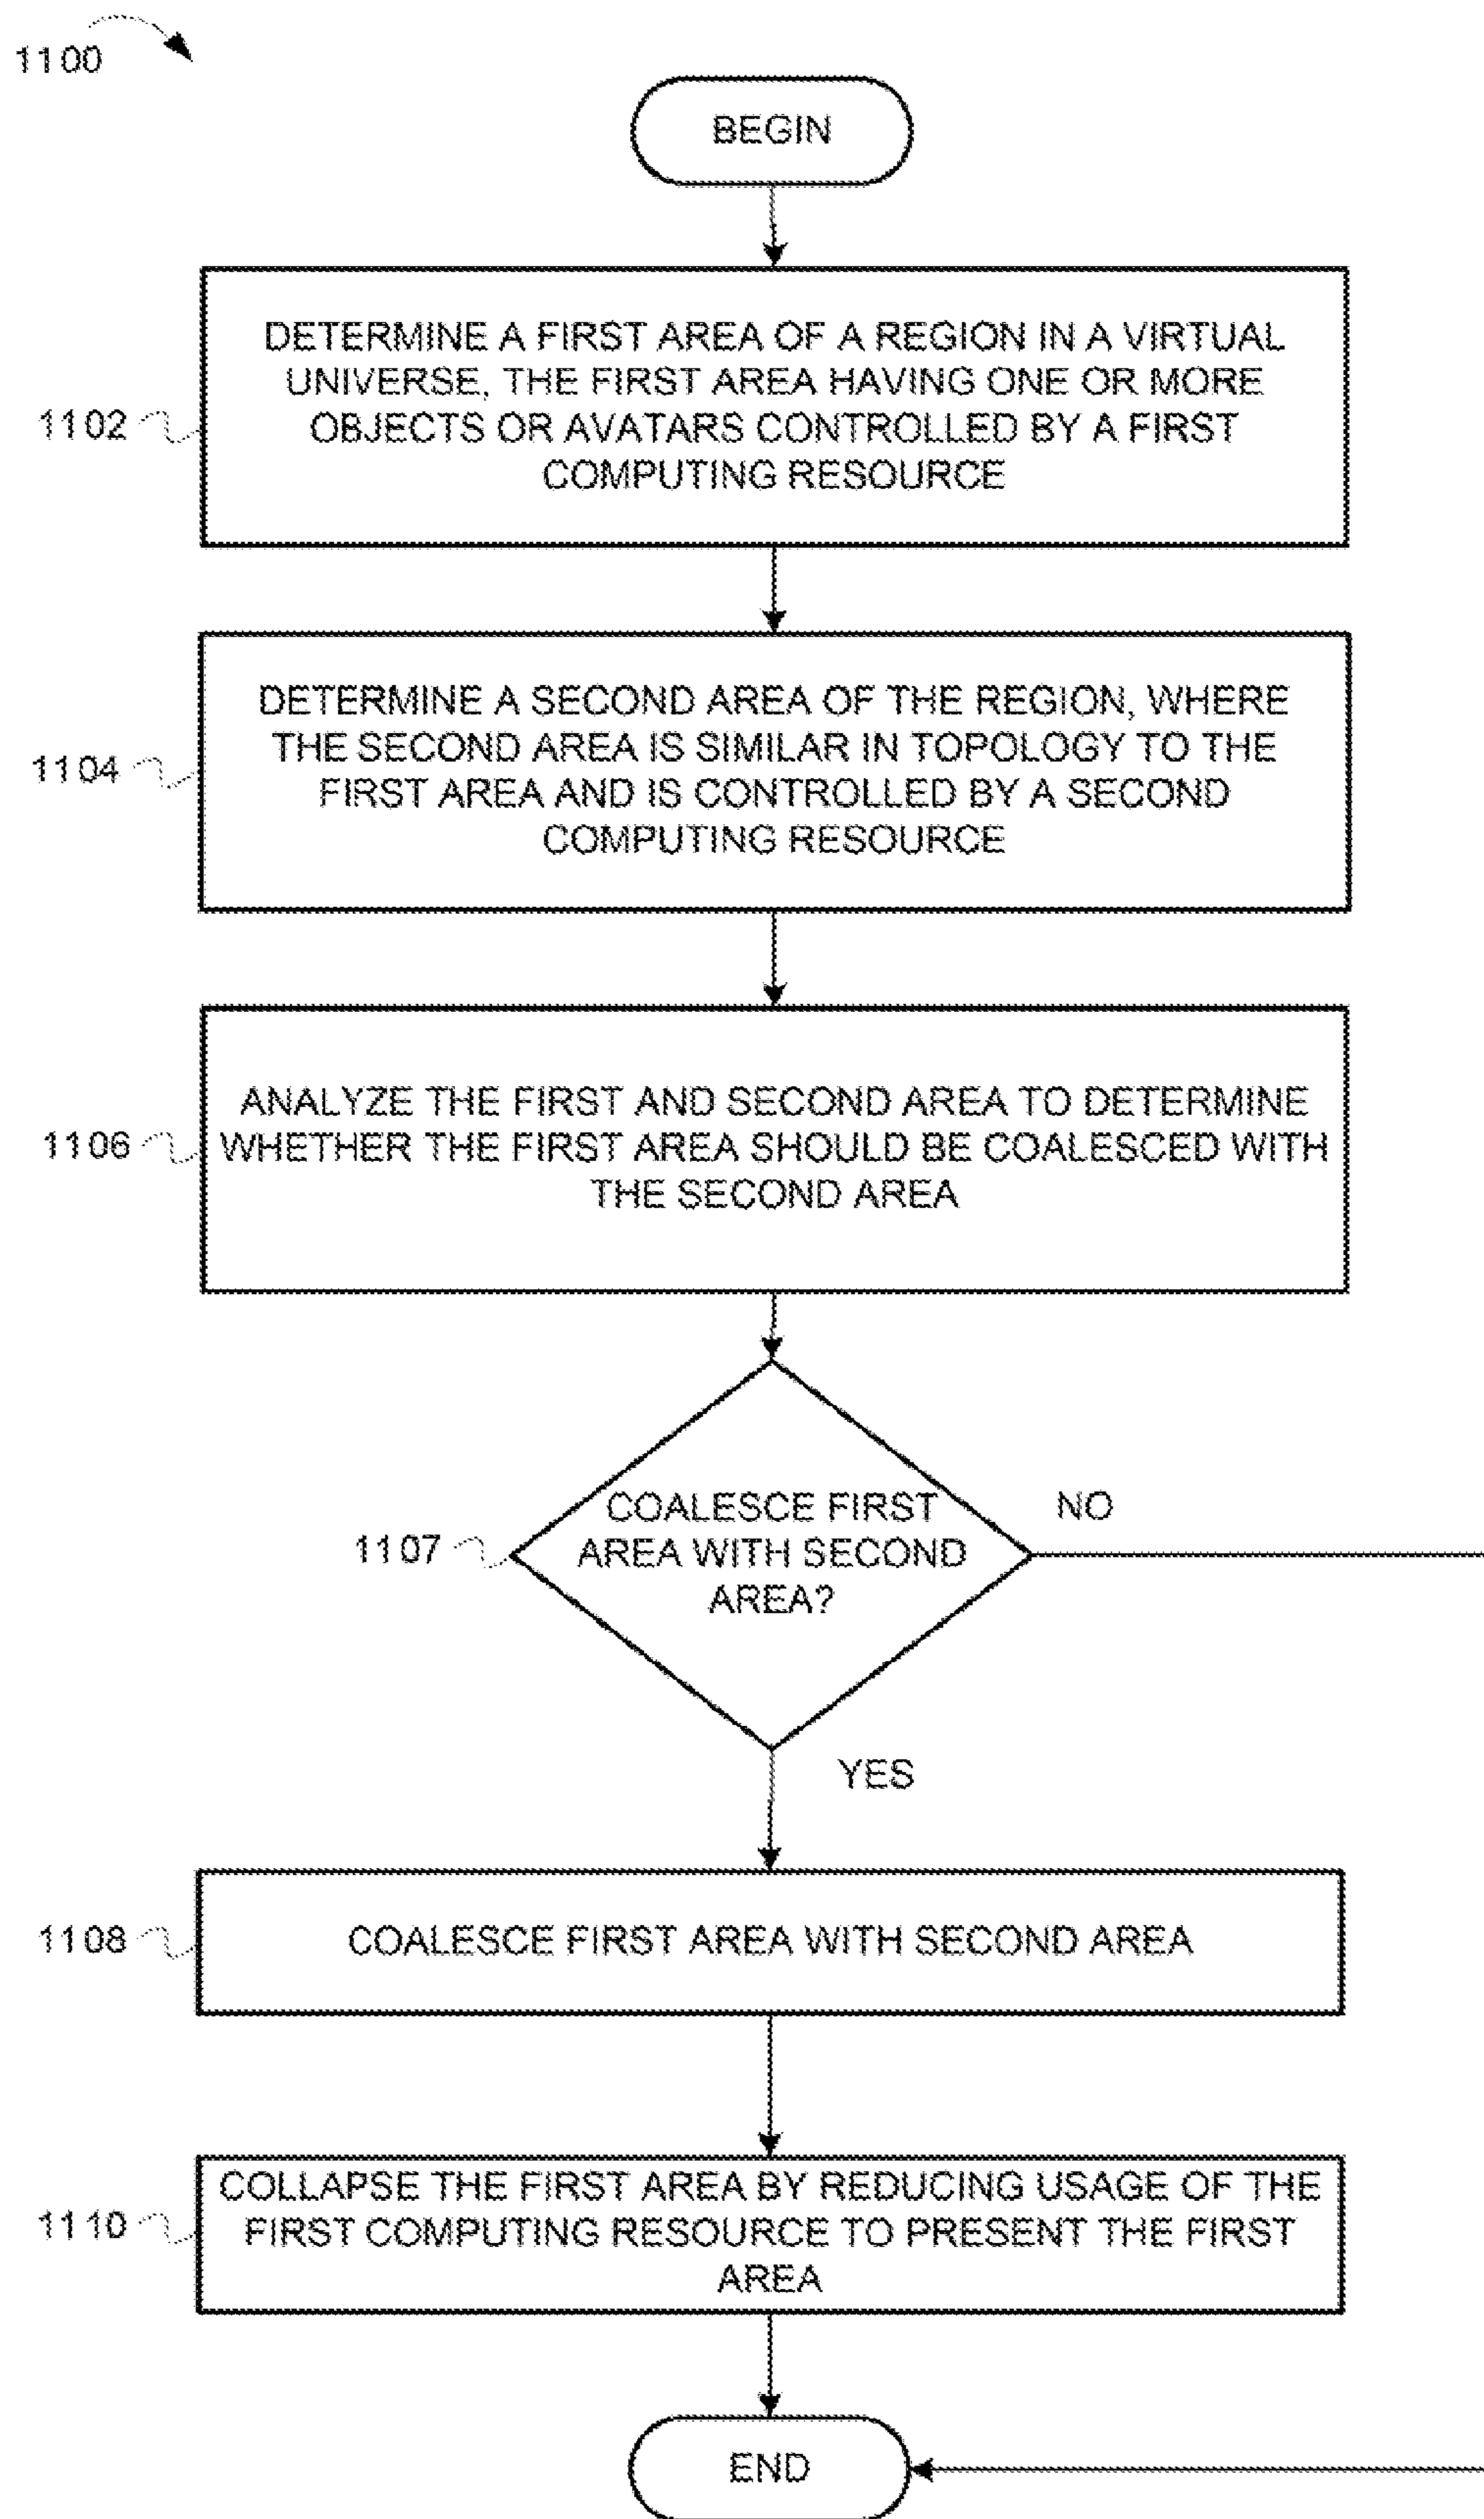 1100
BEGIN
DETERMINE A FIRST AREA OF A REGION IN A VIRTUAL
UNIVERSE, THE FIRST AREA HAVING ONE OR MORE
OBJECTS OR AVATARS CONTROLLED BY A FIRST
COMPUTING RESOURCE
1102
DETERMINE A SECOND AREA OF THE REGION, WHERE
THE SECOND AREA IS SIMILAR IN TOPOLOGY TO THE
FIRST AREA AND IS CONTROLLED BY A SECOND
COMPUTING RESOURCE
1104
ANALYZE THE FIRST AND SECOND AREA TO DETERMINE
WHETHER THE FIRST AREA SHOULD BE COALESCED WITH
THE SECOND AREA
1106
COALESCE FIRST
AREA WITH SECOND
AREA?
1107
NO
YES
COALESCE FIRST AREA WITH SECOND AREA
1108
COLLAPSE THE FIRST AREA BY REDUCING USAGE OF THE
FIRST COMPUTING RESOURCE TO PRESENT THE FIRST
AREA
1110
END